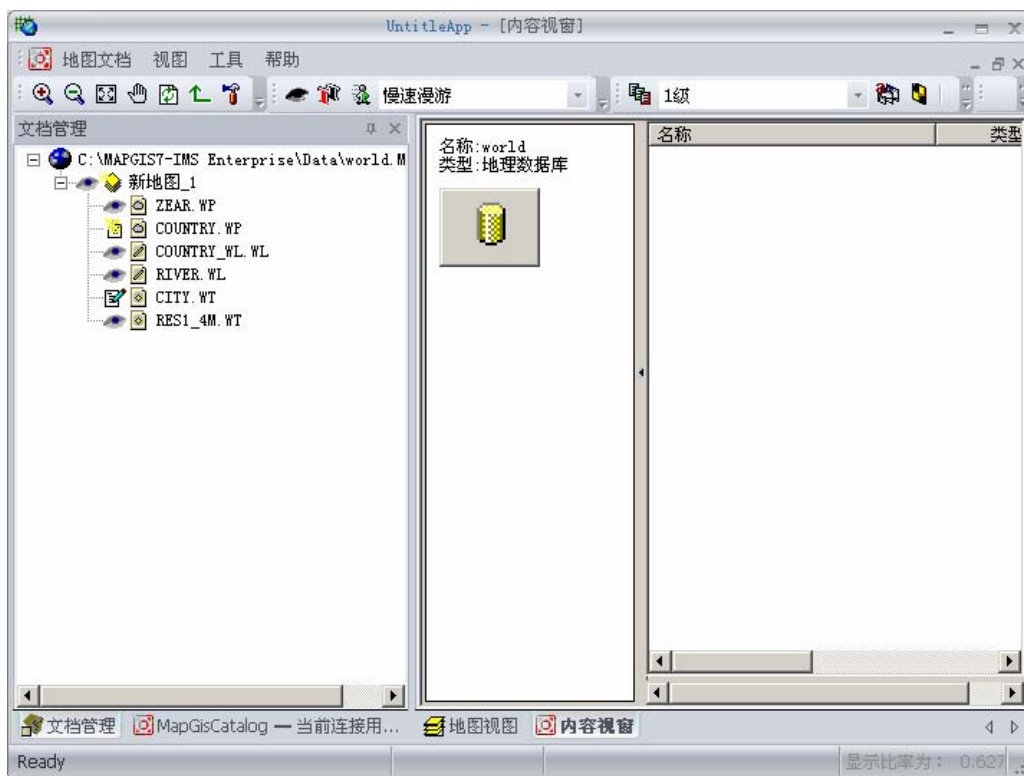 UntitleApp - [内容视窗]
地图文档 视图 工具 帮助
慢速漫游 1级
文档管理
C:\MAPGIS7-IMS Enterprise\Data\world.M
新地图_1
ZEAR.WP
COUNTRY.WP
COUNTRY_WL.WL
RIVER.WL
CITY.WT
RES1_4M.WT
名称:world
类型:地理数据库
名称 类型
文档管理 MapGisCatalog — 当前连接用... 地图视图 内容视窗
Ready 显示比率为: 0.627